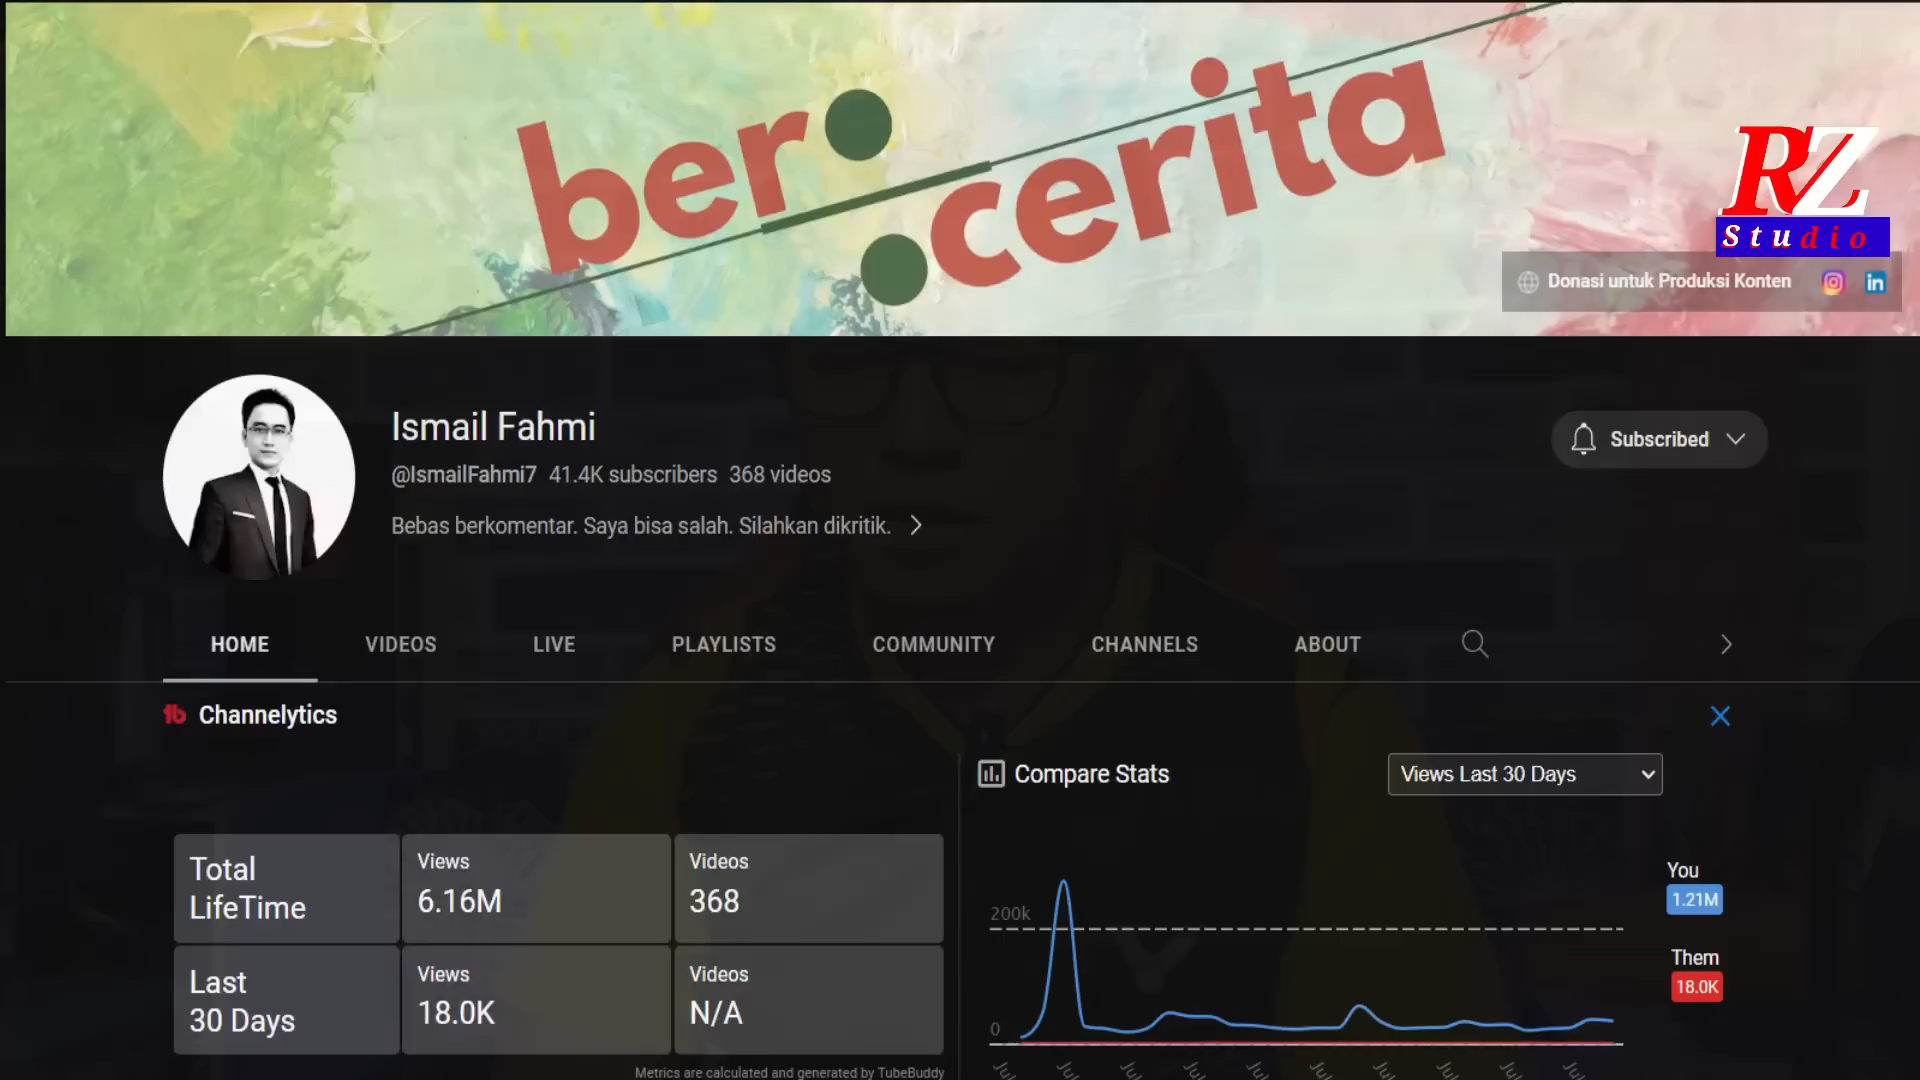 ber
cerita
RZ
Studio
Donasi untuk Produksi Konten
in
Ismail Fahmi
@IsmailFahmi7 41.4K subscribers 368 videos
Bebas berkomentar. Saya bisa salah. Silahkan dikritik.
Subscribed
HOME VIDEOS LIVE PLAYLISTS COMMUNITY CHANNELS ABOUT
tb Channelytics
Compare Stats
Views Last 30 Days
Total
LifeTime
Views
6.16M
Videos
368
Last
30 Days
Views
18.0K
Videos
N/A
200k
0
You
1.21M
Them
18.0K
Metrics are calculated and generated by TubeBuddy